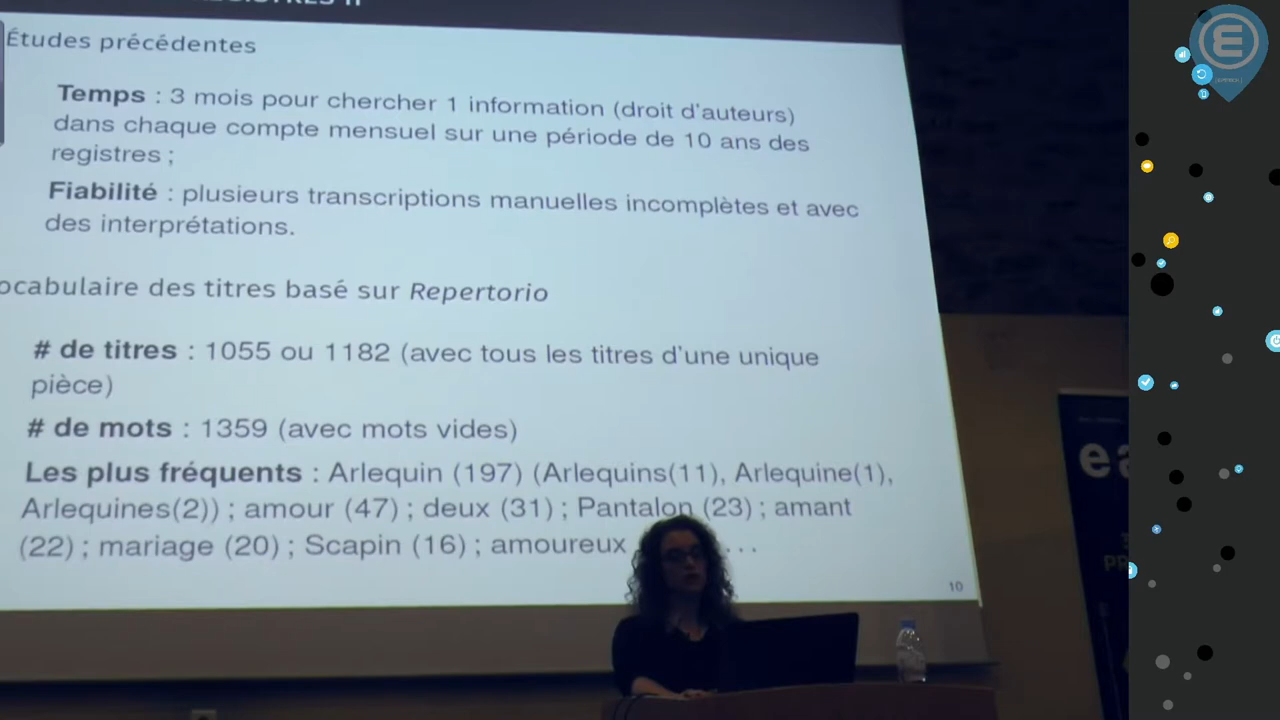 Études précédentes
Temps : 3 mois pour chercher 1 information (droit d'auteurs)
dans chaque compte mensuel sur une période de 10 ans des
registres ;
Fiabilité : plusieurs transcriptions manuelles incomplètes et avec
des interprétations.
ocabulaire des titres basé sur Repertorio
# de titres : 1055 ou 1182 (avec tous les titres d'une unique
pièce)
# de mots : 1359 (avec mots vides)
Les plus fréquents : Arlequin (197) (Arlequins(11), Arlequine(1),
Arlequines(2)) ; amour (47) ; deux (31) ; Pantalon (23) ; amant
(22) ; mariage (20) ; Scapin (16) ; amoureux ...
10